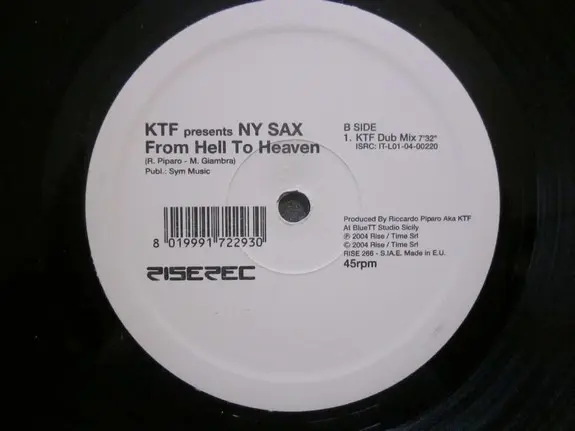 KTF presents NY SAX
From Hell To Heaven
(R. Piparo - M. Giambra)
Publ.: Sym Music
B SIDE
1. KTF Dub Mix 7'32"
ISRC: IT-L01-04-00220
8 019991 722930
RISEREC
Produced By Riccardo Piparo Aka KTF
At BlueTT Studio Sicily
℗ 2004 Rise / Time Srl
© 2004 Rise / Time Srl
RISE 266 - S.IAE. Made in E.U.
45rpm